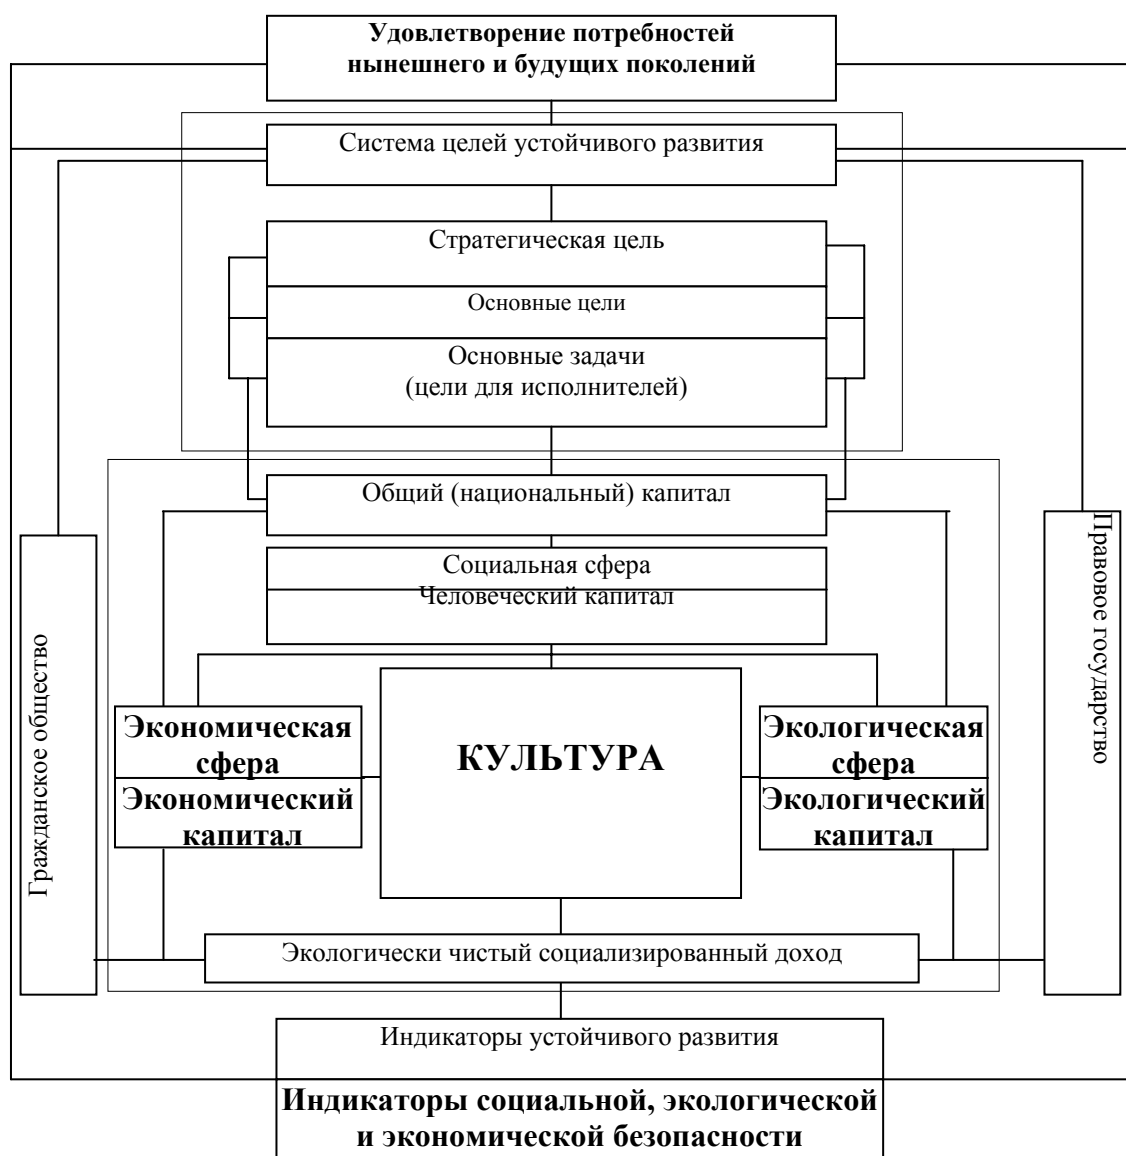 Удовлетворение потребностей
нынешнего и будущих поколений
Система целей устойчивого развития
Стратегическая цель
Основные цели
Основные задачи
(цели для исполнителей)
Общий (национальный) капитал
Социальная сфера
Человеческий капитал
Гражданское общество
Экономическая
сфера
Экономический
капитал
КУЛЬТУРА
Экологическая
сфера
Экологический
капитал
Правовое государство
Экологически чистый социализированный доход
Индикаторы устойчивого развития
Индикаторы социальной, экологической
и экономической безопасности